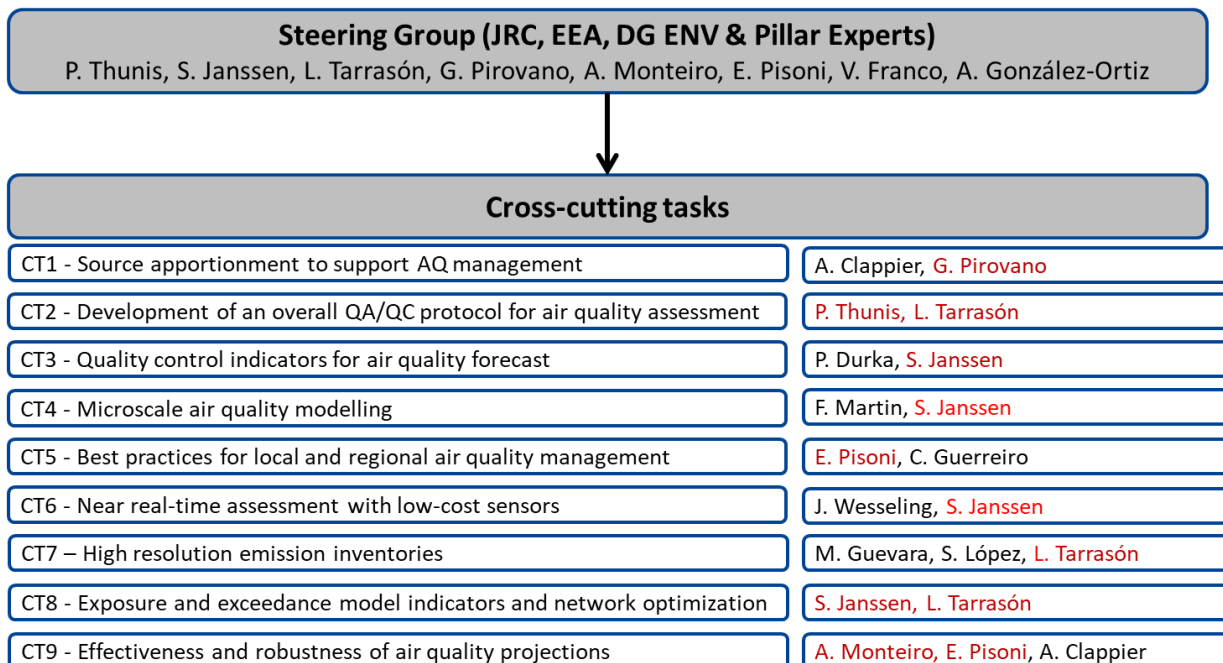 Steering Group (JRC, EEA, DG ENV & Pillar Experts)
P. Thunis, S. Janssen, L. Tarrasón, G. Pirovano, A. Monteiro, E. Pisoni, V. Franco, A. González-Ortiz
Cross-cutting tasks
CT1 - Source apportionment to support AQ management
A. Clappier, G. Pirovano
CT2 - Development of an overall QA/QC protocol for air quality assessment
P. Thunis, L. Tarrasón
CT3 - Quality control indicators for air quality forecast
P. Durka, S. Janssen
CT4 - Microscale air quality modelling
F. Martin, S. Janssen
CT5 - Best practices for local and regional air quality management
E. Pisoni, C. Guerreiro
CT6 - Near real-time assessment with low-cost sensors
J. Wesseling, S. Janssen
CT7 – High resolution emission inventories
M. Guevara, S. López, L. Tarrasón
CT8 - Exposure and exceedance model indicators and network optimization
S. Janssen, L. Tarrasón
CT9 - Effectiveness and robustness of air quality projections
A. Monteiro, E. Pisoni, A. Clappier